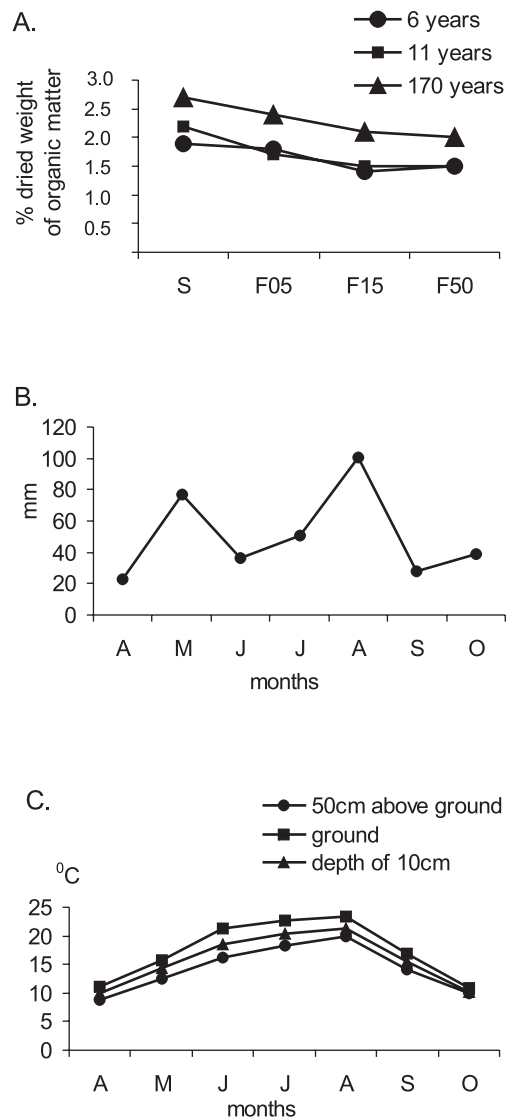 A.
6 years
11 years
170 years
% dried weight
of organic matter
3.0
2.5
2.0
1.5
1.0
0.5
S F05 F15 F50
B.
mm
120
100
80
60
40
20
0
A M J J A S O
months
C.
50cm above ground
ground
depth of 10cm
⁰C
25
20
15
10
5
0
A M J J A S O
months